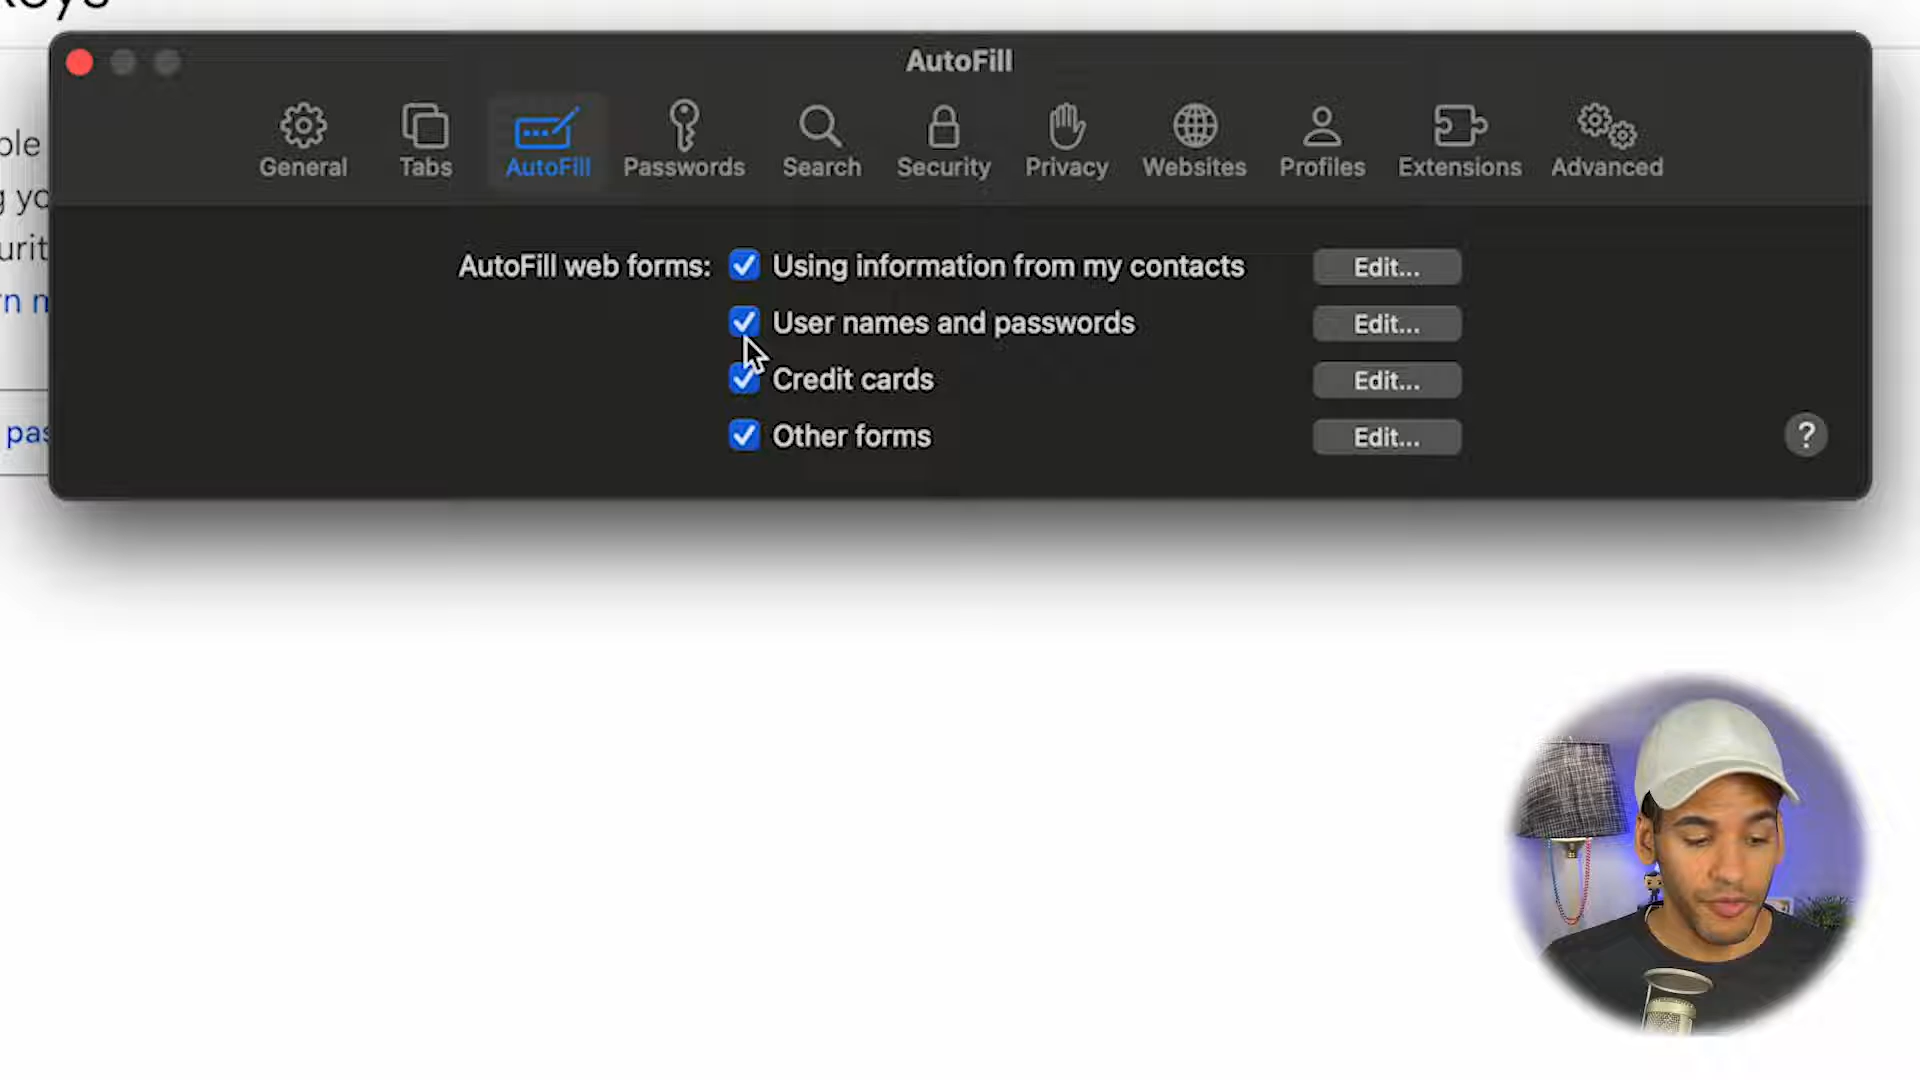 AutoFill
General Tabs AutoFill Passwords Search Security Privacy Websites Profiles Extensions Advanced
AutoFill web forms: Using information from my contacts Edit...
User names and passwords Edit...
Credit cards Edit...
Other forms Edit...
?